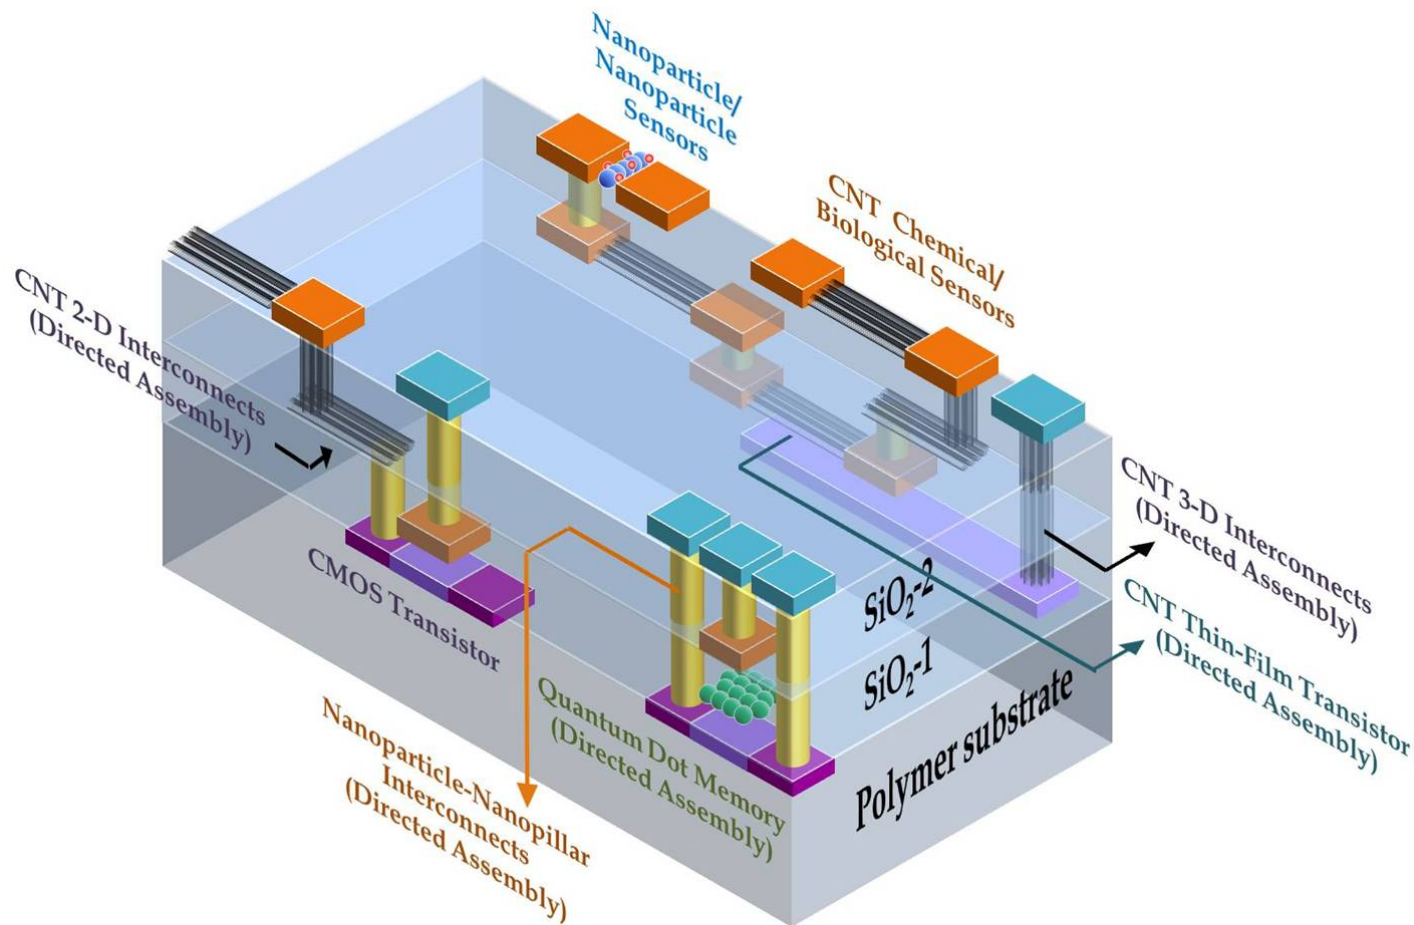 Nanoparticle/
Nanoparticle
Sensors
CNT Chemical/
Biological Sensors
CNT 2-D Interconnects
(Directed Assembly)
CMOS Transistor
CNT 3-D Interconnects
(Directed Assembly)
CNT Thin-Film Transistor
(Directed Assembly)
SiO₂-2
SiO₂-1
Polymer substrate
Quantum Dot Memory
(Directed Assembly)
Nanoparticle-Nanopillar
Interconnects
(Directed Assembly)